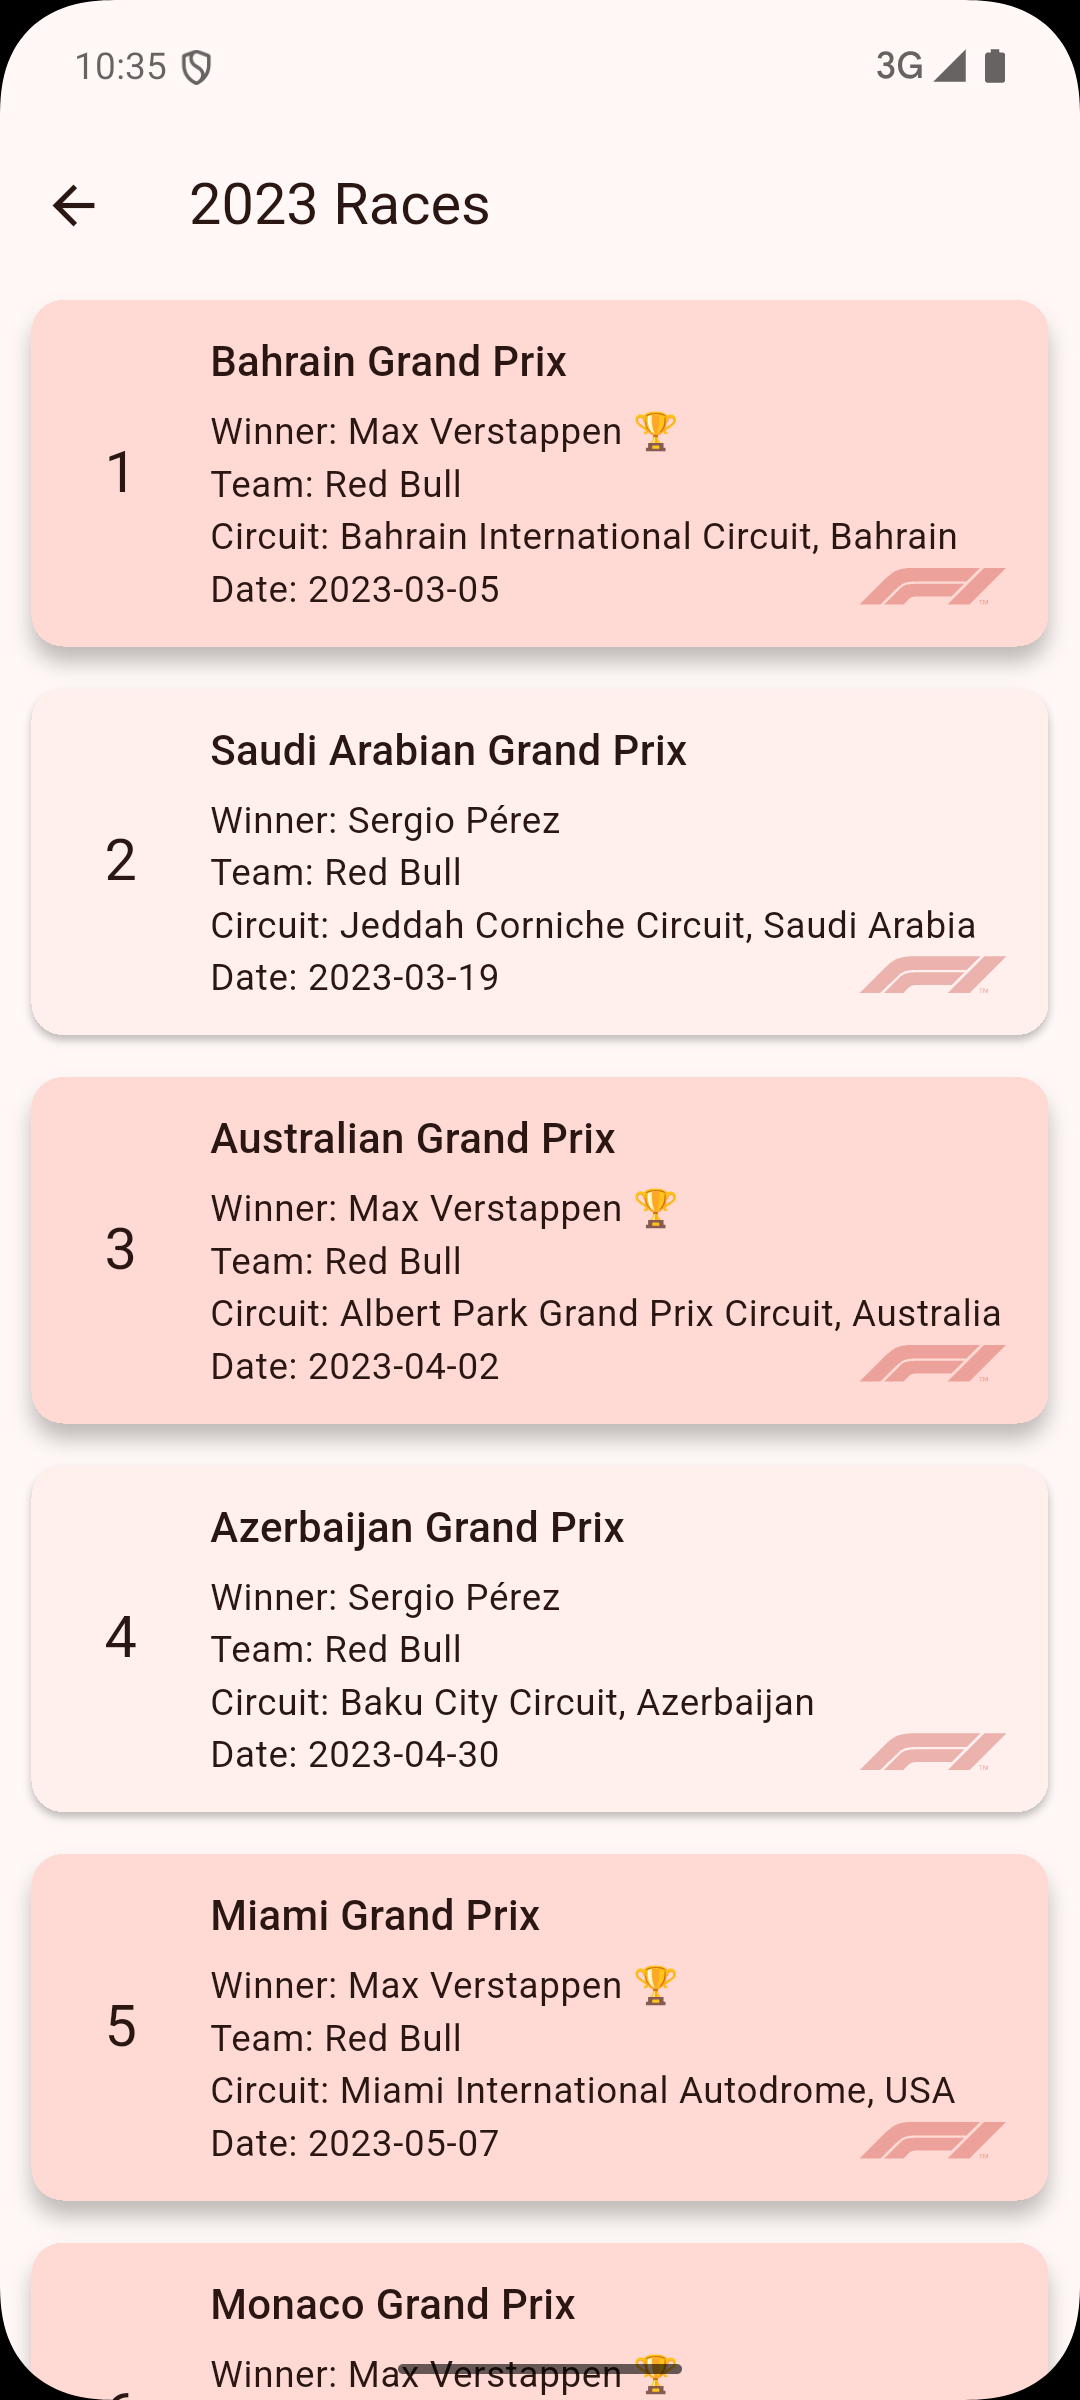 10:35 3G
2023 Races
Bahrain Grand Prix
Winner: Max Verstappen 🏆
1
Team: Red Bull
Circuit: Bahrain International Circuit, Bahrain
Date: 2023-03-05
Saudi Arabian Grand Prix
Winner: Sergio Pérez
2
Team: Red Bull
Circuit: Jeddah Corniche Circuit, Saudi Arabia
Date: 2023-03-19
Australian Grand Prix
Winner: Max Verstappen 🏆
3
Team: Red Bull
Circuit: Albert Park Grand Prix Circuit, Australia
Date: 2023-04-02
Azerbaijan Grand Prix
Winner: Sergio Pérez
4
Team: Red Bull
Circuit: Baku City Circuit, Azerbaijan
Date: 2023-04-30
Miami Grand Prix
Winner: Max Verstappen 🏆
5
Team: Red Bull
Circuit: Miami International Autodrome, USA
Date: 2023-05-07
Monaco Grand Prix
Winner: Max Verstappen 🏆